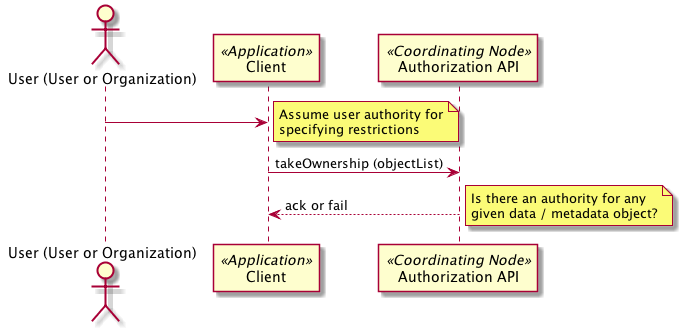 User (User or Organization)
«Application»
Client
«Coordinating Node»
Authorization API
Assume user authority for
specifying restrictions
takeOwnership (objectList)
Is there an authority for any
given data / metadata object?
ack or fail
User (User or Organization)
«Application»
Client
«Coordinating Node»
Authorization API